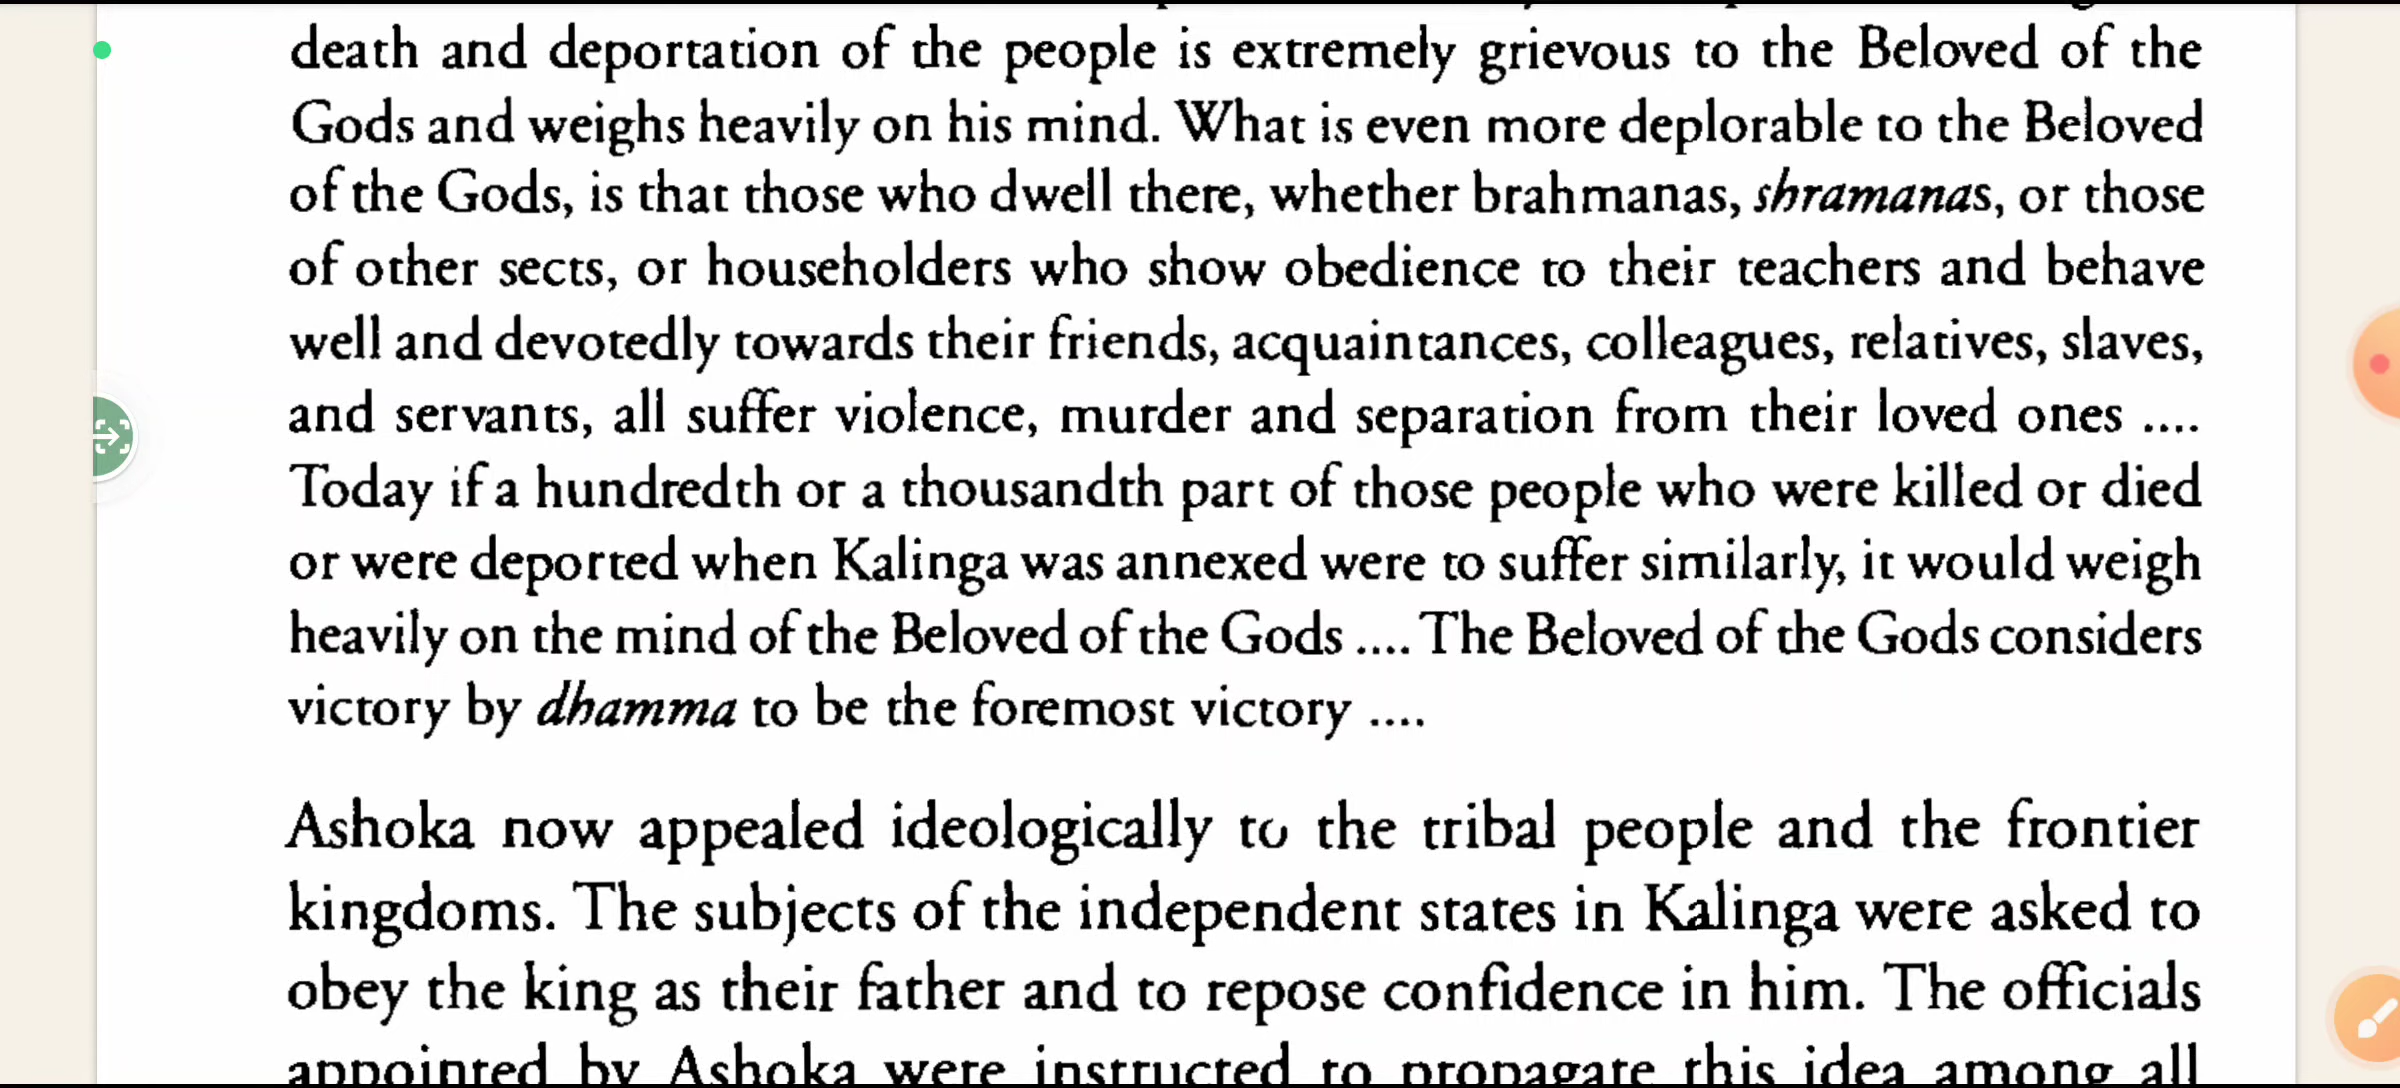 death and deportation of the people is extremely grievous to the Beloved of the
Gods and weighs heavily on his mind. What is even more deplorable to the Beloved
of the Gods, is that those who dwell there, whether brahmanas, shramanas, or those
of other sects, or householders who show obedience to their teachers and behave
well and devotedly towards their friends, acquaintances, colleagues, relatives, slaves,
and servants, all suffer violence, murder and separation from their loved ones ....
Today if a hundredth or a thousandth part of those people who were killed or died
or were deported when Kalinga was annexed were to suffer similarly, it would weigh
heavily on the mind of the Beloved of the Gods .... The Beloved of the Gods considers
victory by dhamma to be the foremost victory ....
Ashoka now appealed ideologically to the tribal people and the frontier
kingdoms. The subjects of the independent states in Kalinga were asked to
obey the king as their father and to repose confidence in him. The officials
appointed by Ashoka were instructed to propagate this idea among all